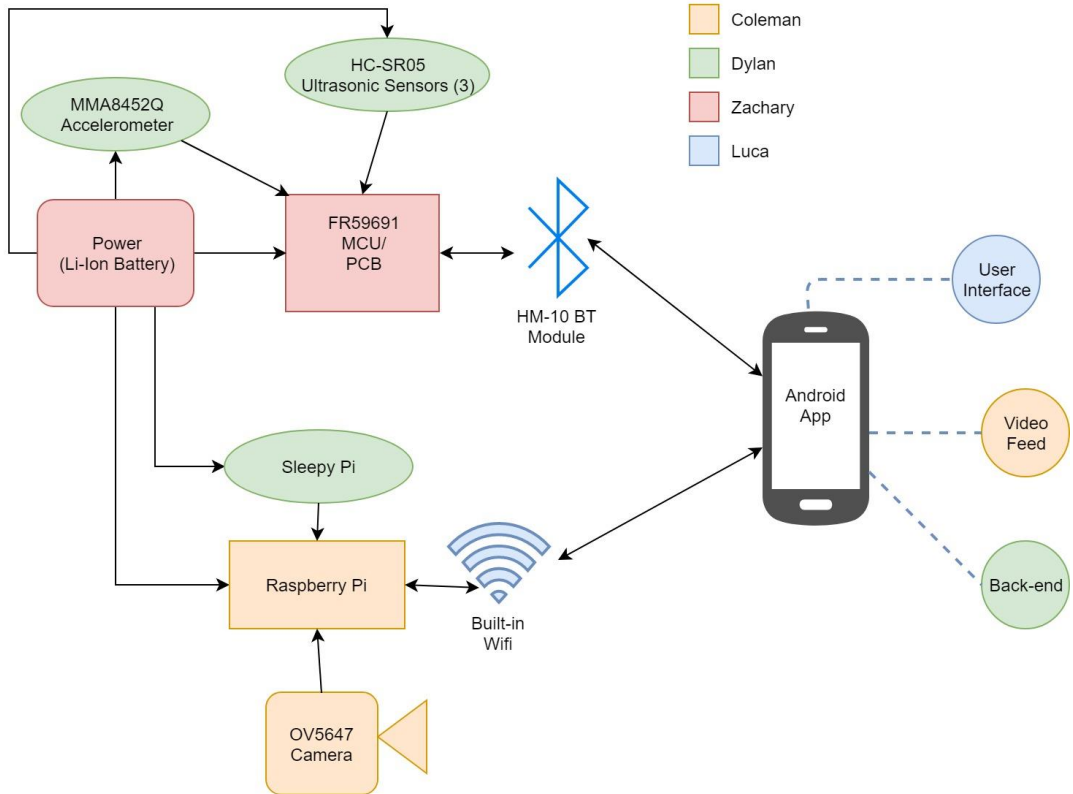 Coleman
Dylan
Zachary
Luca
HC-SR05
Ultrasonic Sensors (3)
MMA8452Q
Accelerometer
Power
(Li-Ion Battery)
FR59691
MCU/
PCB
HM-10 BT
Module
User
Interface
Android
App
Video
Feed
Sleepy Pi
Raspberry Pi
Built-in
Wifi
Back-end
OV5647
Camera